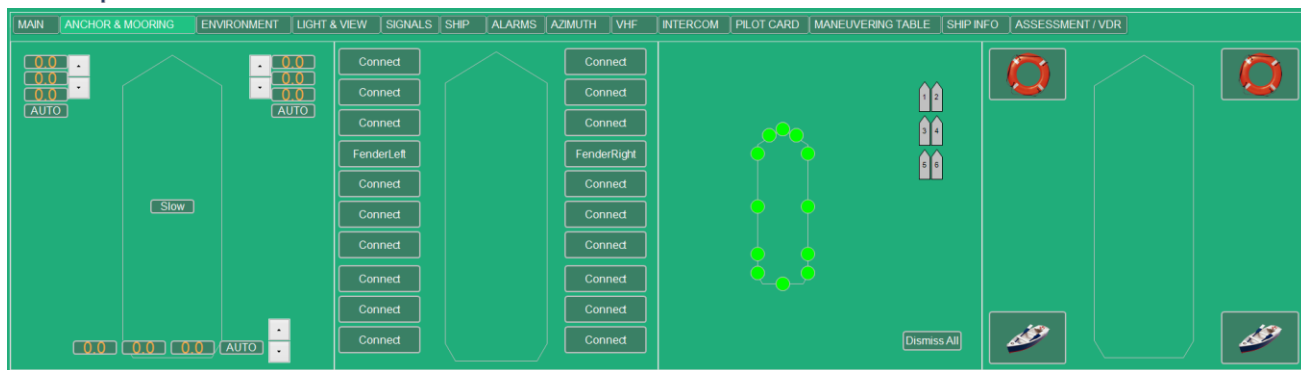 MAIN ANCHOR & MOORING ENVIRONMENT LIGHT & VIEW SIGNALS SHIP ALARMS AZIMUTH VHF INTERCOM PILOT CARD MANEUVERING TABLE SHIP INFO ASSESSMENT / VDR
0.0 0.0
0.0 0.0
0.0 0.0
AUTO AUTO
Slow
0.0 0.0 0.0 AUTO
Connect Connect
Connect Connect
Connect Connect
FenderLeft FenderRight
Connect Connect
Connect Connect
Connect Connect
Connect Connect
Connect Connect
Connect Connect
1 2
3 4
5 6
Dismiss All